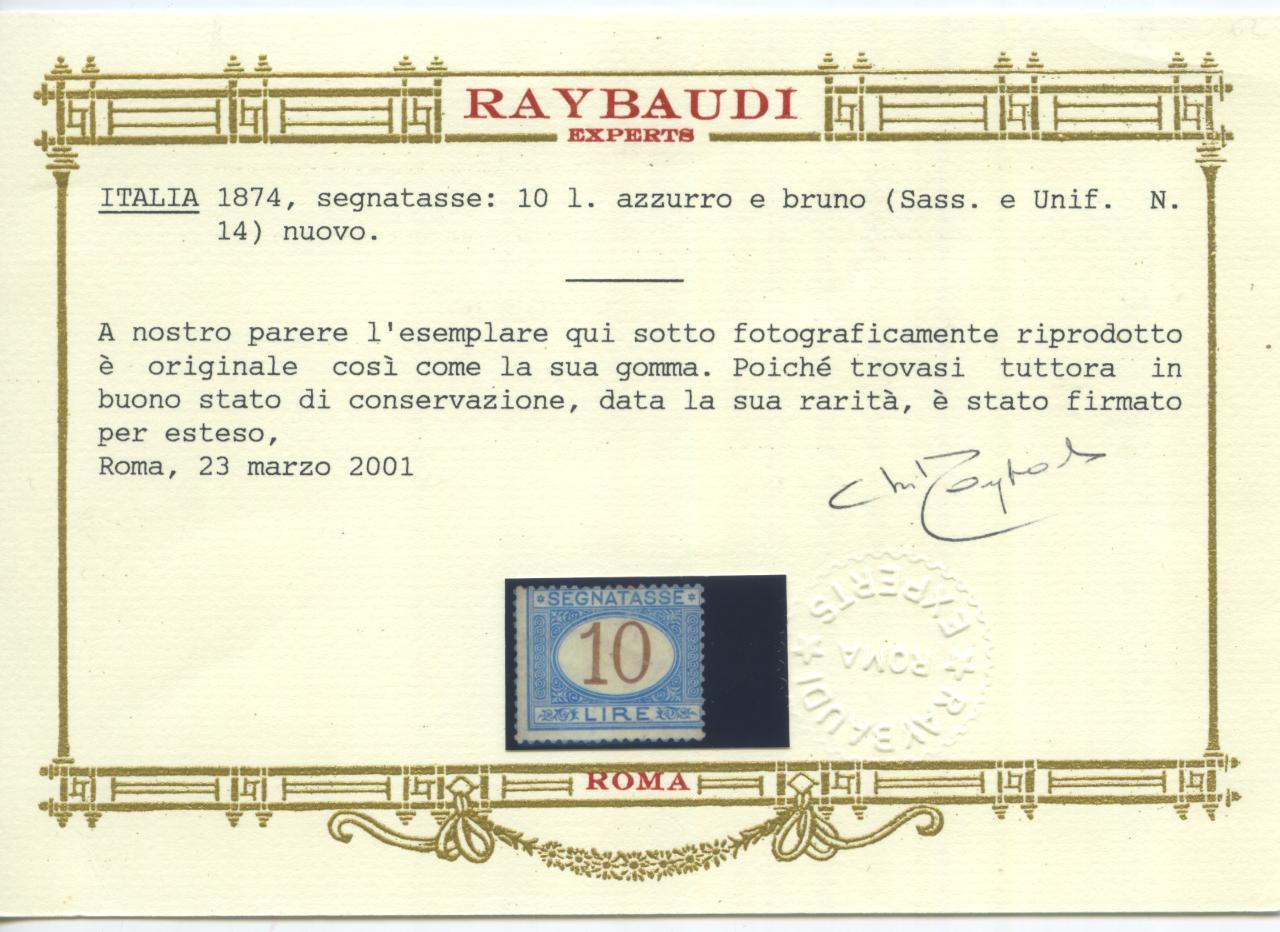 RAYBAUDI
EXPERTS
ITALIA 1874, segnatasse: 10 l. azzurro e bruno (Sass. e Unif. N.
14) nuovo.
A nostro parere l'esemplare qui sotto fotograficamente riprodotto
è originale così come la sua gomma. Poiché trovasi tuttora in
buono stato di conservazione, data la sua rarità, è stato firmato
per esteso,
Roma, 23 marzo 2001
SEGNATASSE
10
LIRE
RAYBAUDI EXPERTS
ROMA
ROMA